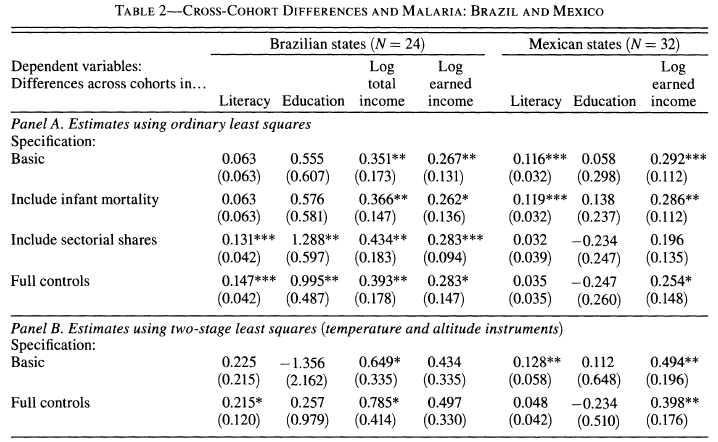 TABLE 2—CROSS-COHORT DIFFERENCES AND MALARIA: BRAZIL AND MEXICO
Brazilian states (N = 24) Mexican states (N = 32)
Dependent variables: Log Log Log
Differences across cohorts in… total earned earned
Literacy Education income income Literacy Education income
Panel A. Estimates using ordinary least squares
Specification:
Basic 0.063 0.555 0.351** 0.267** 0.116*** 0.058 0.292***
(0.063) (0.607) (0.173) (0.131) (0.032) (0.298) (0.112)
Include infant mortality 0.063 0.576 0.366** 0.262* 0.119*** 0.138 0.286**
(0.063) (0.581) (0.147) (0.136) (0.032) (0.237) (0.112)
Include sectorial shares 0.131*** 1.288** 0.434** 0.283*** 0.032 −0.234 0.196
(0.042) (0.597) (0.183) (0.094) (0.039) (0.247) (0.135)
Full controls 0.147*** 0.995** 0.393** 0.283* 0.035 −0.247 0.254*
(0.042) (0.487) (0.178) (0.147) (0.035) (0.260) (0.148)
Panel B. Estimates using two-stage least squares (temperature and altitude instruments)
Specification:
Basic 0.225 −1.356 0.649* 0.434 0.128** 0.112 0.494**
(0.215) (2.162) (0.335) (0.335) (0.058) (0.648) (0.196)
Full controls 0.215* 0.257 0.785* 0.497 0.048 −0.234 0.398**
(0.120) (0.979) (0.414) (0.330) (0.042) (0.510) (0.176)